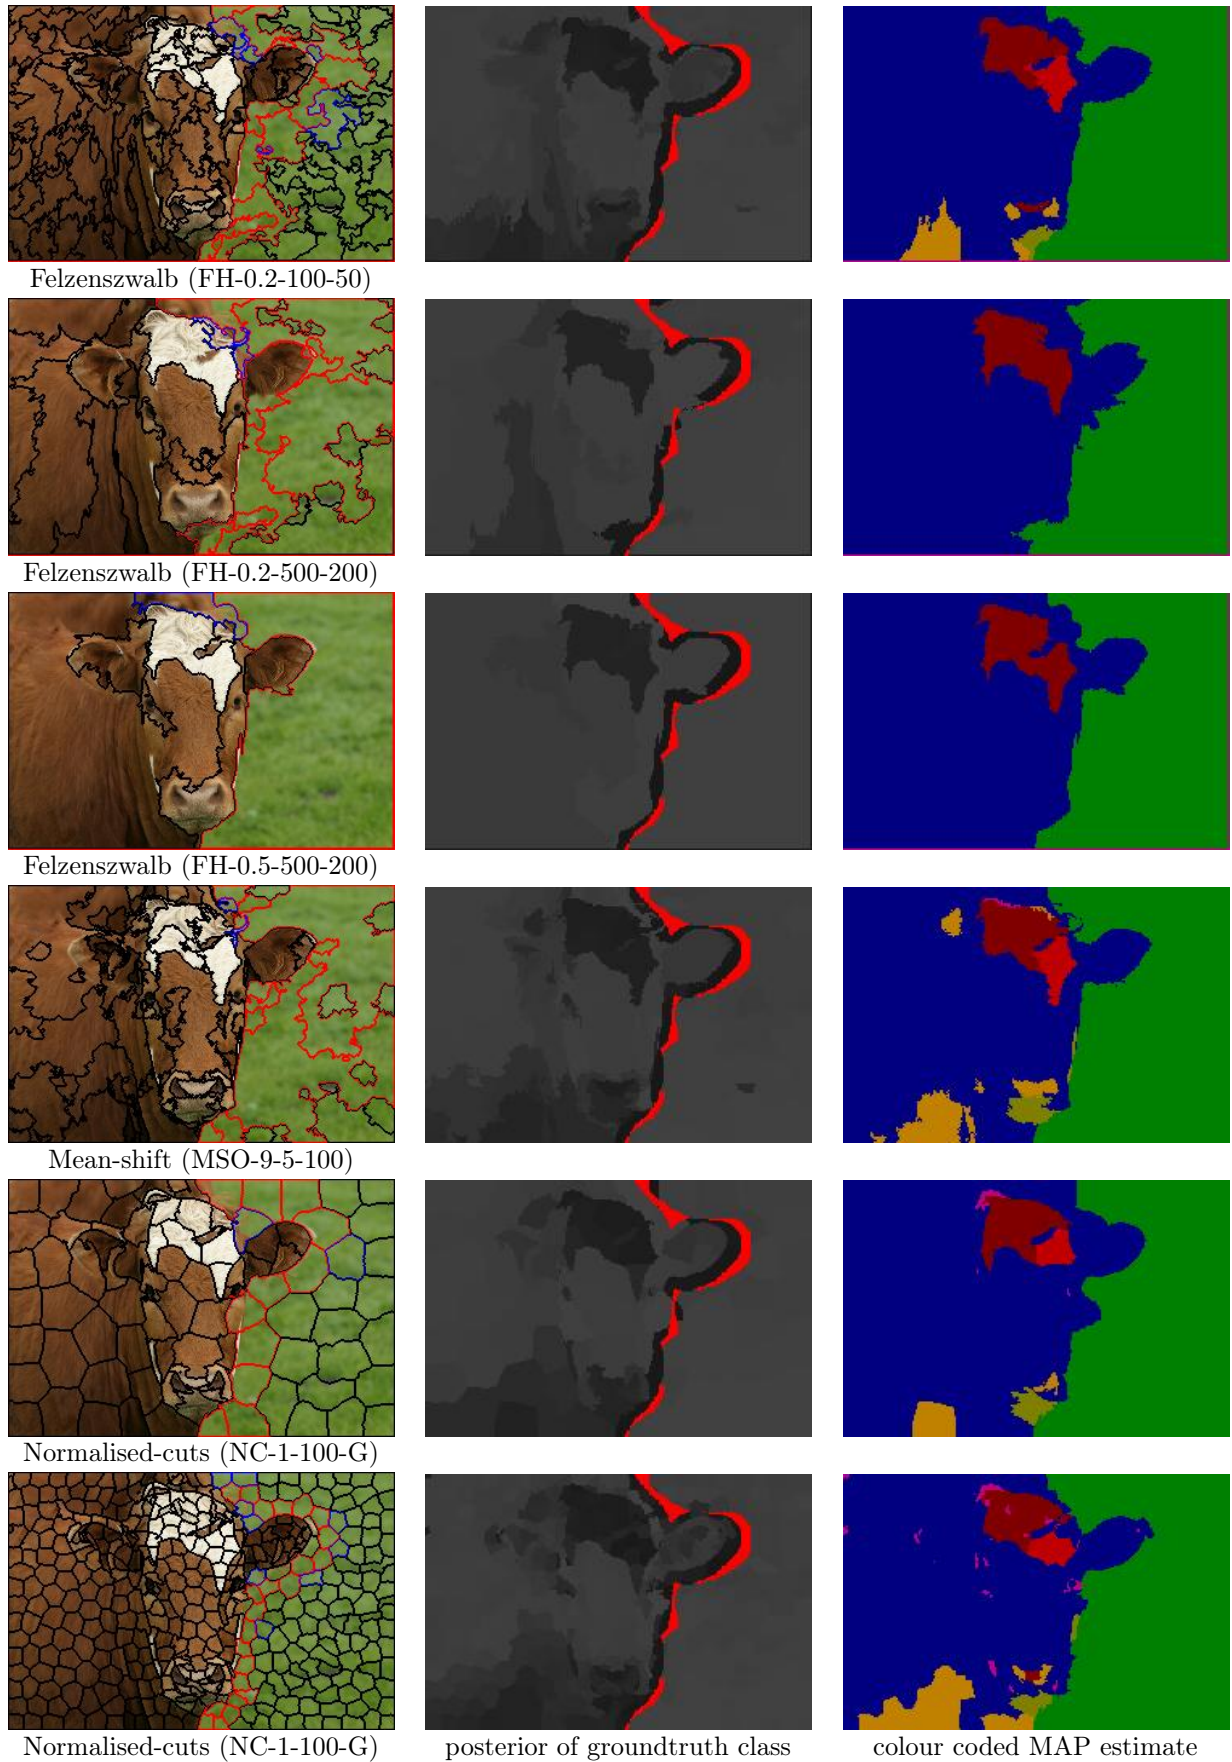 Felzenszwalb (FH-0.2-100-50)
Felzenszwalb (FH-0.2-500-200)
Felzenszwalb (FH-0.5-500-200)
Mean-shift (MSO-9-5-100)
Normalised-cuts (NC-1-100-G)
Normalised-cuts (NC-1-100-G)
posterior of groundtruth class
colour coded MAP estimate